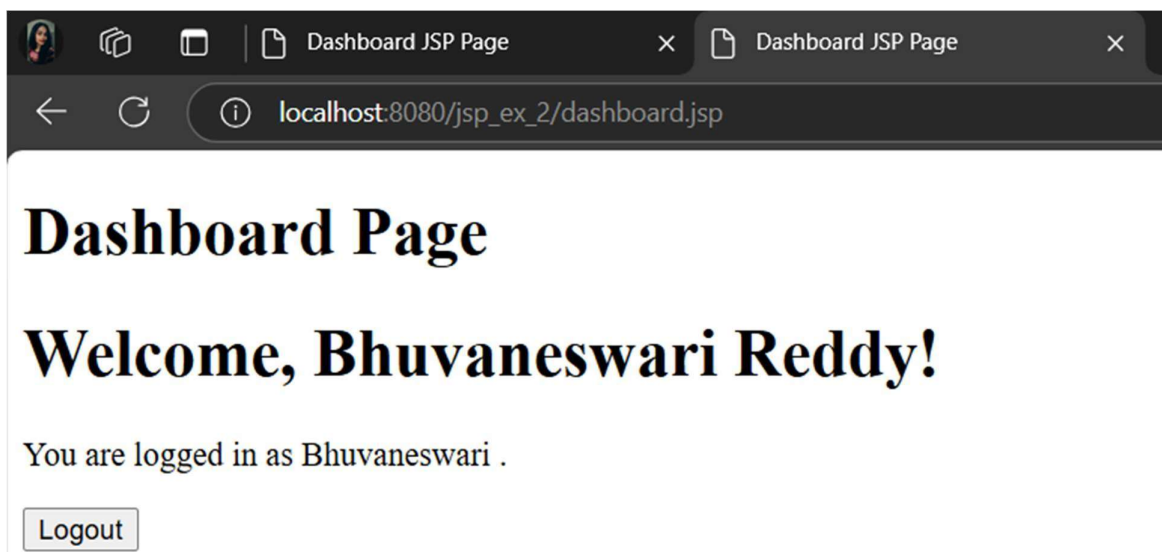 Dashboard JSP Page
Dashboard JSP Page
localhost:8080/jsp_ex_2/dashboard.jsp
Dashboard Page
Welcome, Bhuvaneswari Reddy!
You are logged in as Bhuvaneswari .
Logout